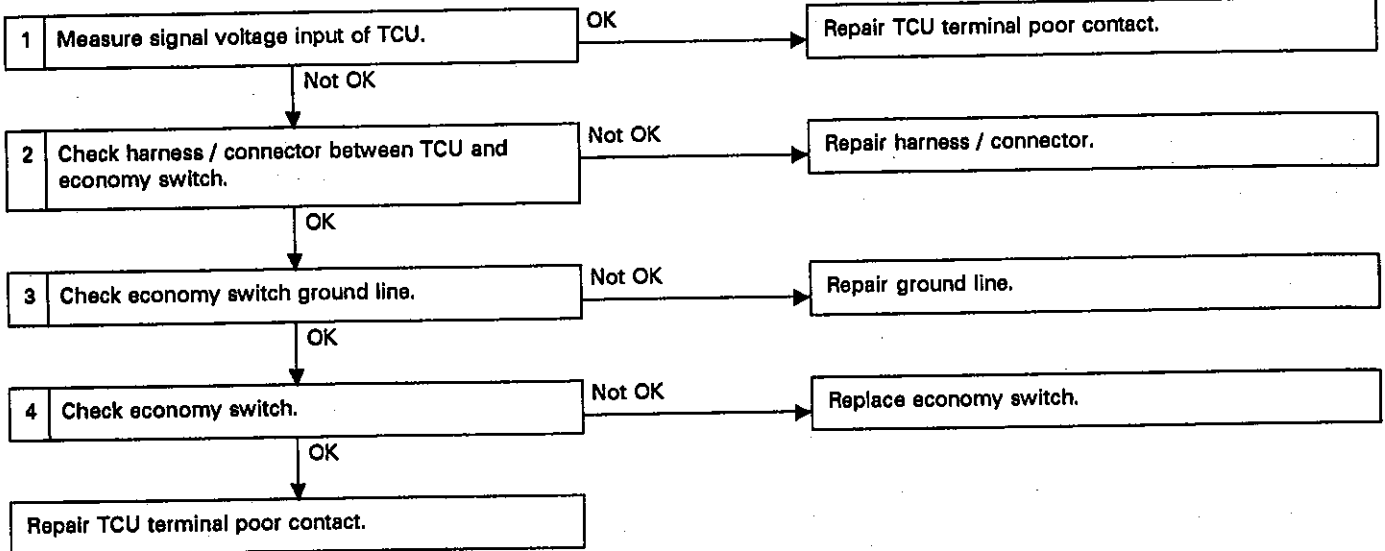 1 Measure signal voltage input of TCU.
OK
Repair TCU terminal poor contact.
Not OK
2 Check harness / connector between TCU and
economy switch.
Not OK
Repair harness / connector.
OK
3 Check economy switch ground line.
Not OK
Repair ground line.
OK
4 Check economy switch.
Not OK
Replace economy switch.
OK
Repair TCU terminal poor contact.